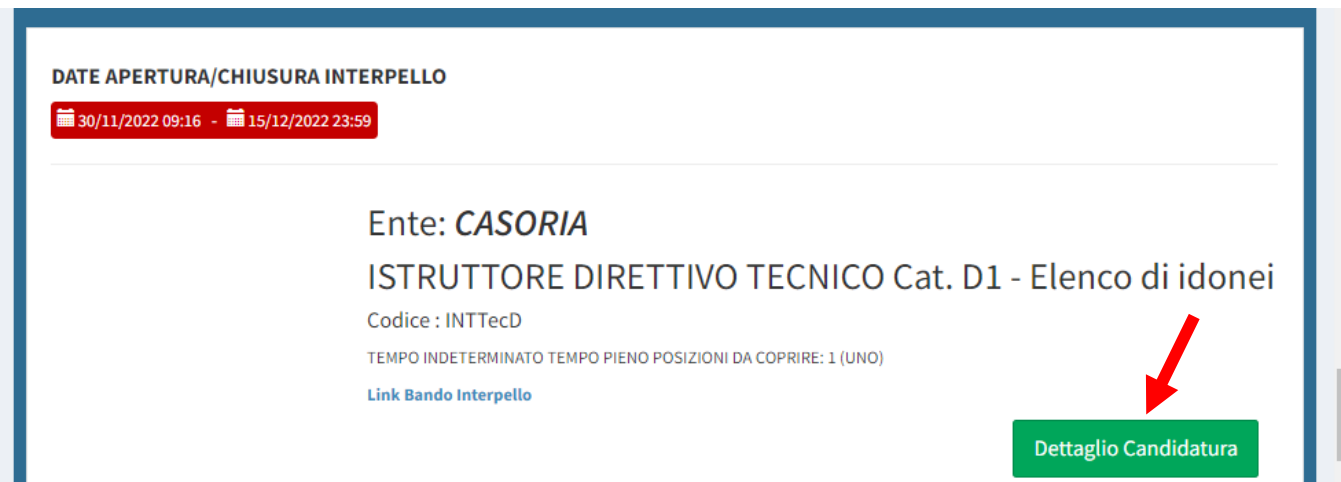 DATE APERTURA/CHIUSURA INTERPELLO
30/11/2022 09:16 - 15/12/2022 23:59
Ente: CASORIA
ISTRUTTORE DIRETTIVO TECNICO Cat. D1 - Elenco di idonei
Codice : INTTecD
TEMPO INDETERMINATO TEMPO PIENO POSIZIONI DA COPRIRE: 1 (UNO)
Link Bando Interpello
Dettaglio Candidatura